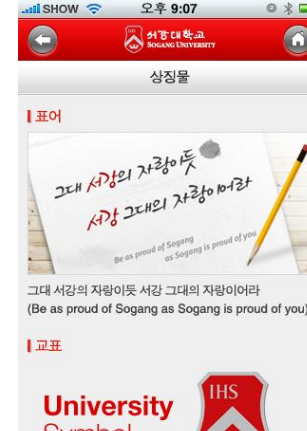 SHOW 오후 9:07
서강대학교
SOGANG UNIVERSITY
상징물
표어
그대 서강의 자랑이듯
서강 그대의 자랑이어라
Be as proud of Sogang
as Sogang is proud of you
그대 서강의 자랑이듯 서강 그대의 자랑이어라
(Be as proud of Sogang as Sogang is proud of you)
교표
IHS
University
Symbol